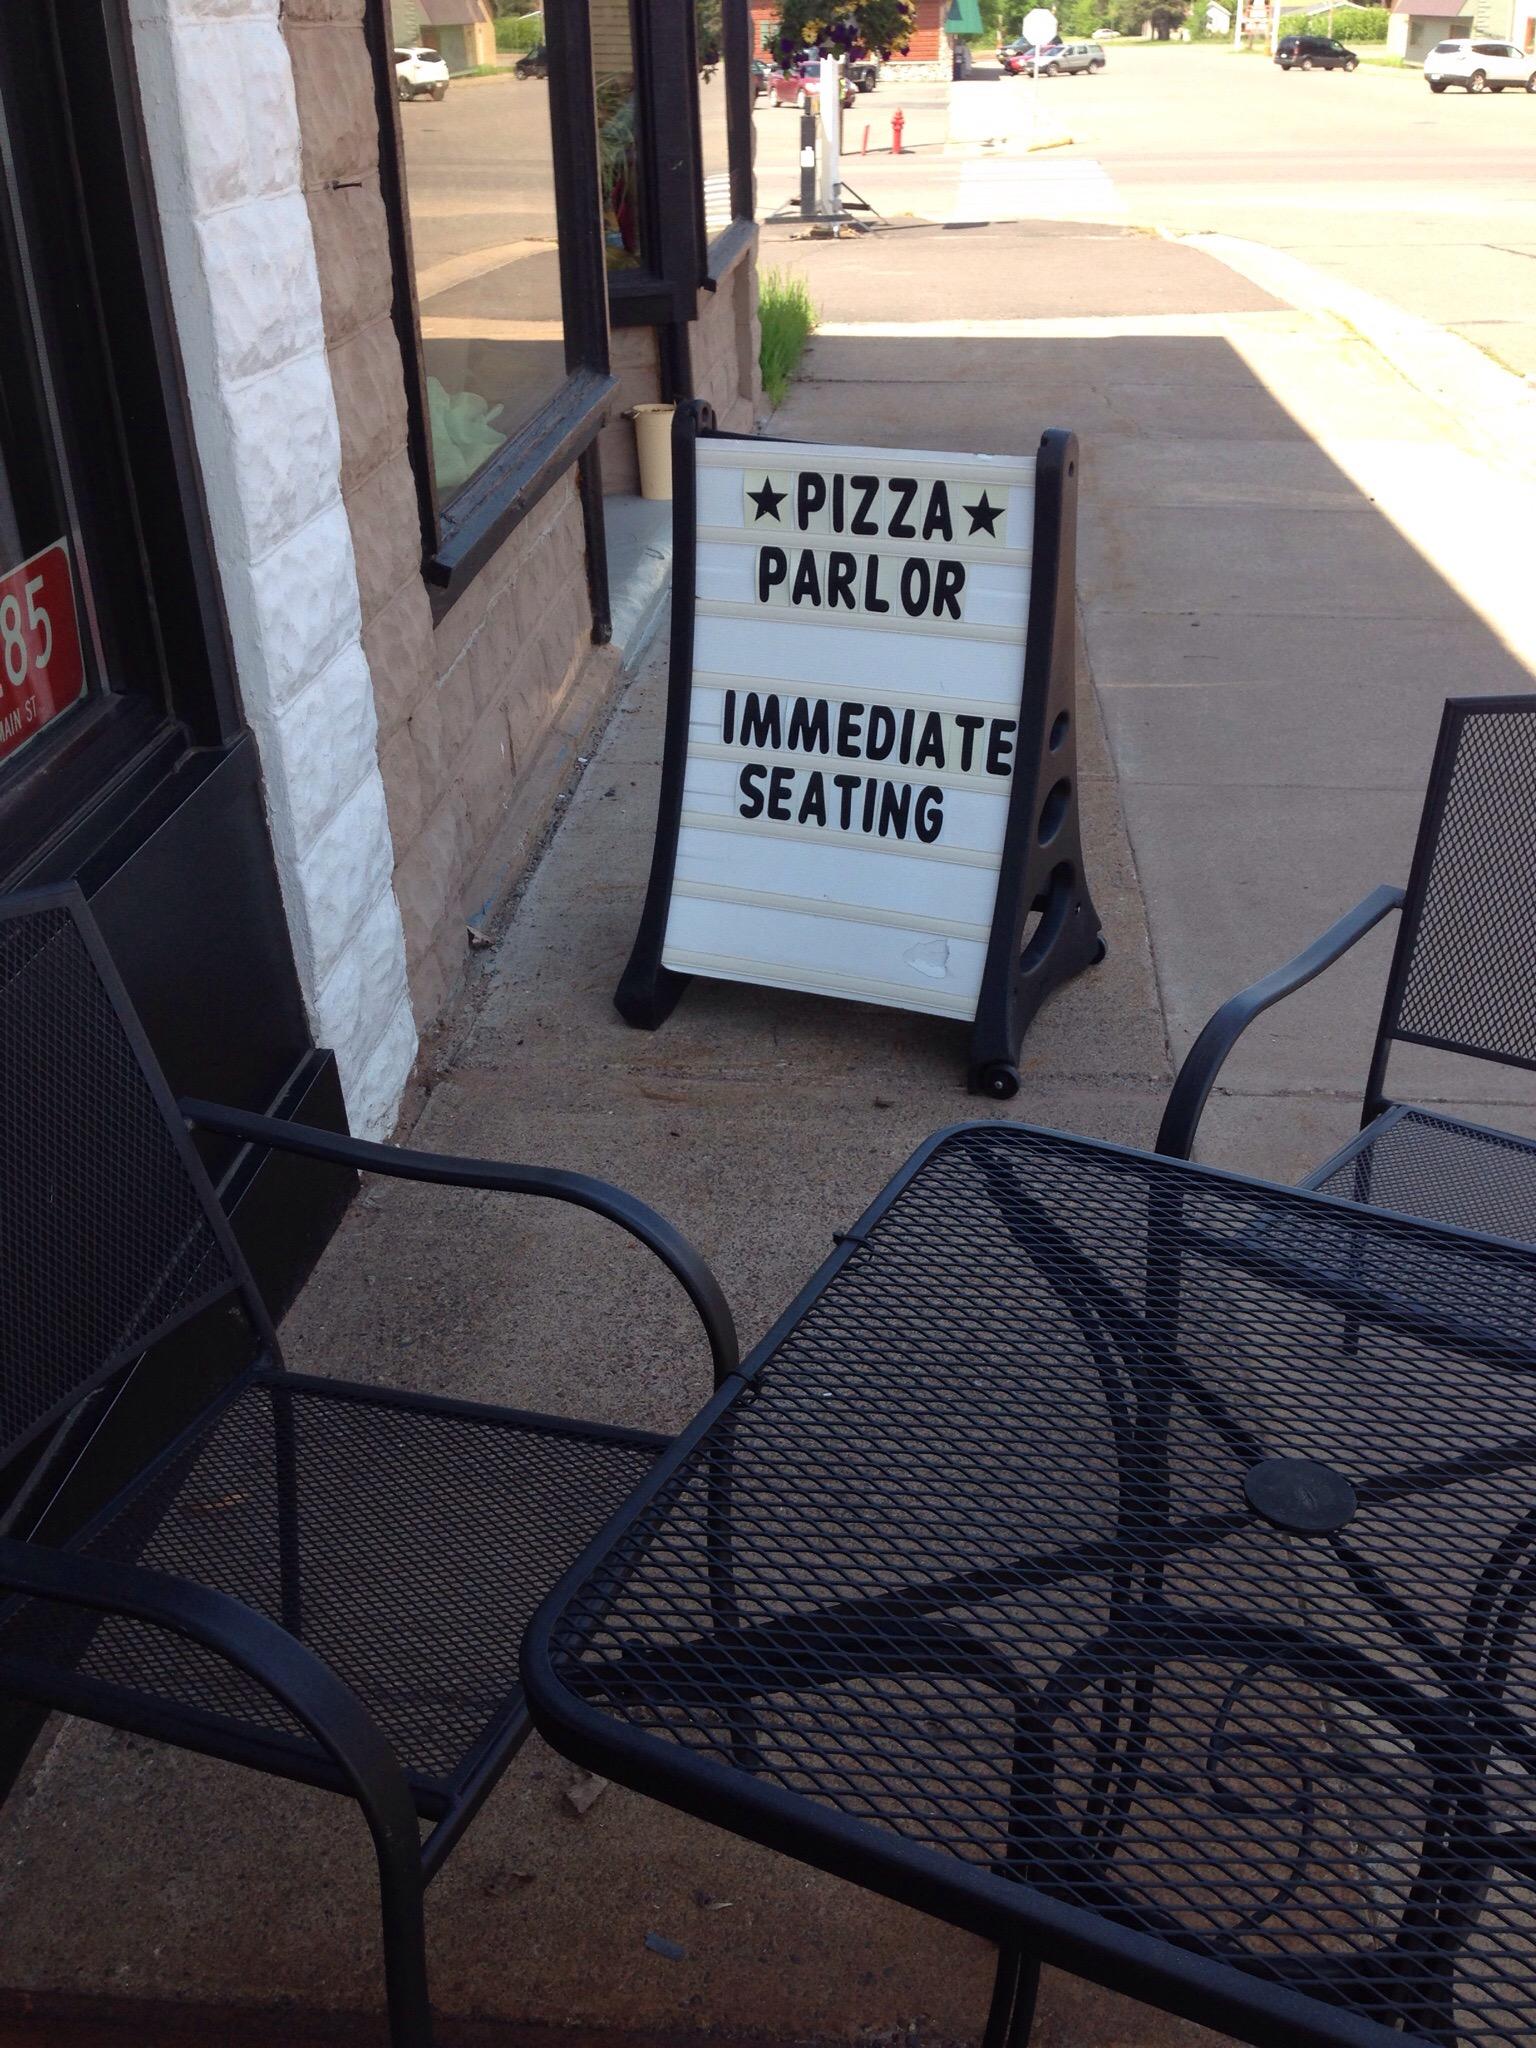 ★PIZZA★
PARLOR
IMMEDIATE
SEATING
85
MAIN ST